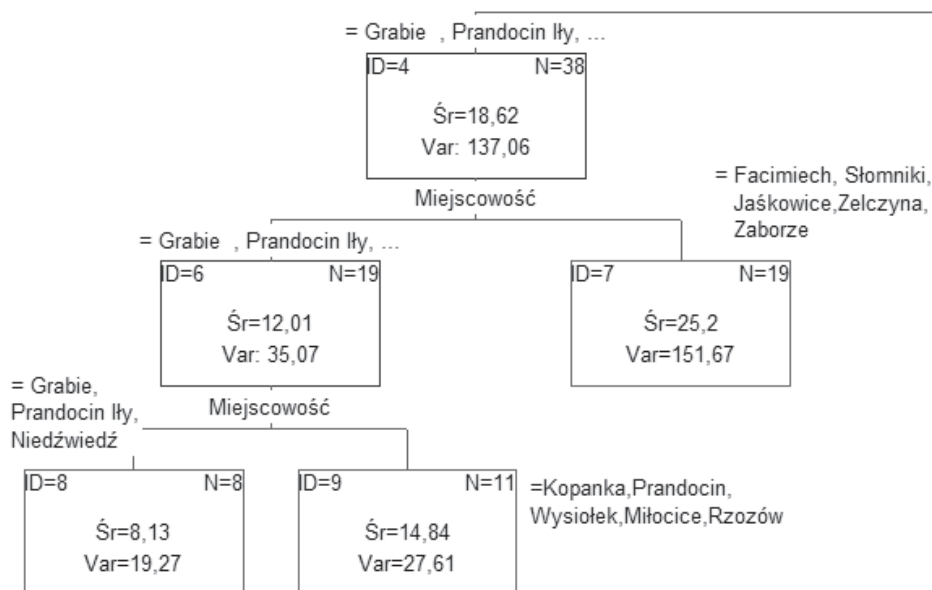 = Grabie , Prandocin Iły, ...
ID=4 N=38
Śr=18,62
Var: 137,06
Miejscowość
= Facimiech, Słomniki,
Jaśkowice,Zelczyna,
Zaborze
= Grabie , Prandocin Iły, ...
ID=6 N=19
Śr=12,01
Var: 35,07
ID=7 N=19
Śr=25,2
Var=151,67
Miejscowość
= Grabie,
Prandocin Iły,
Niedźwiedź
ID=8 N=8
Śr=8,13
Var=19,27
ID=9 N=11
Śr=14,84
Var=27,61
=Kopanka,Prandocin,
Wysiołek,Miłocice,Rzozów